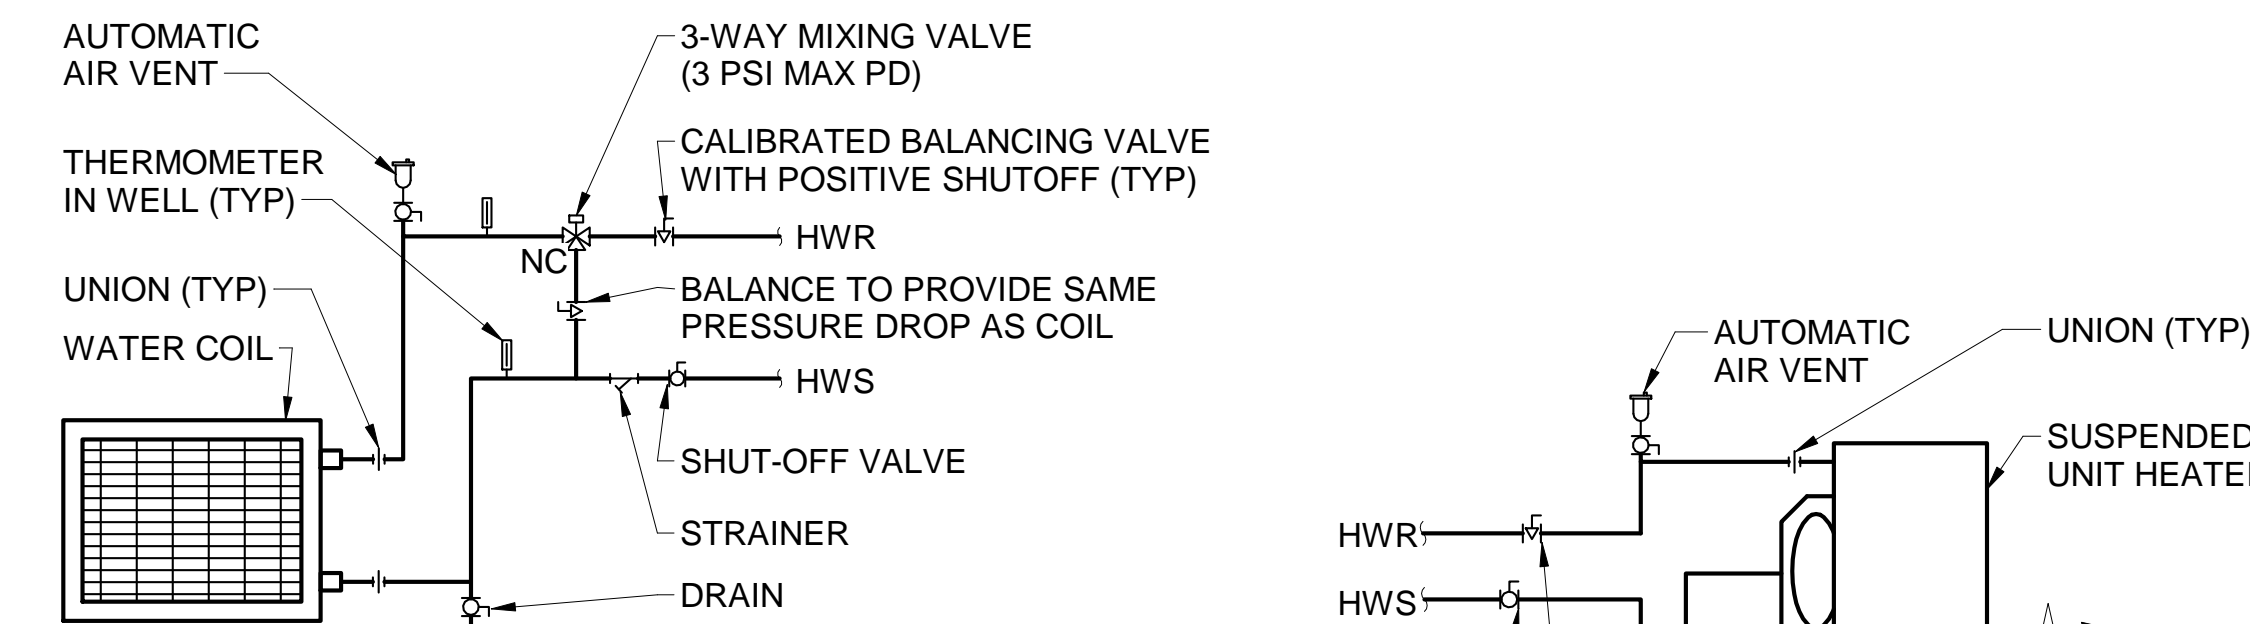 AUTOMATIC
AIR VENT
THERMOMETER
IN WELL (TYP)
UNION (TYP)
WATER COIL
3-WAY MIXING VALVE
(3 PSI MAX PD)
CALIBRATED BALANCING VALVE
WITH POSITIVE SHUTOFF (TYP)
HWR
NC
BALANCE TO PROVIDE SAME
PRESSURE DROP AS COIL
HWS
SHUT-OFF VALVE
STRAINER
DRAIN
AUTOMATIC
AIR VENT
UNION (TYP)
SUSPENDED
UNIT
HWR
HWS